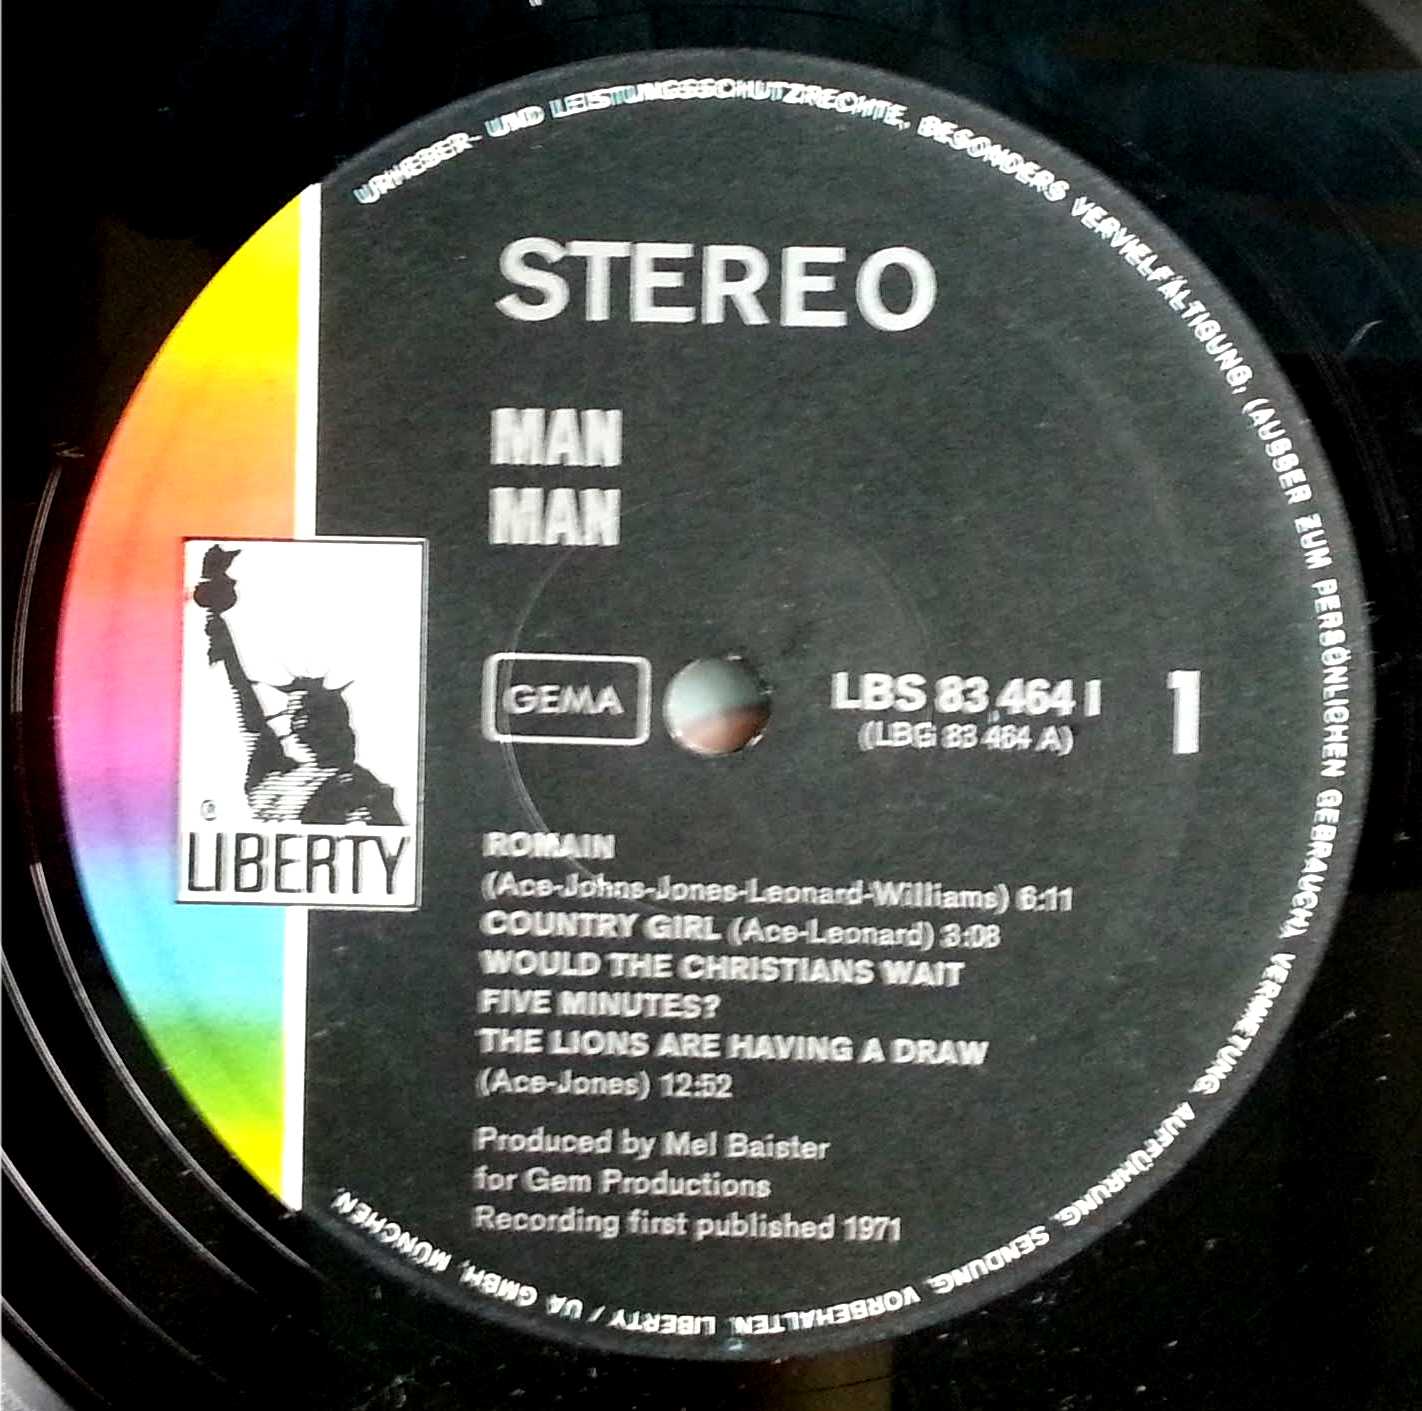 URHEBER- UND LEISTUNGSSCHUTZRECHTE, BESONDERS VERVIELFÄLTIGUNG, (AUSSER ZUM PERSÖNLICHEN GEBRAUCH) VERMIETUNG, AUFFÜHRUNG, SENDUNG, VORBEHALTEN. LIBERTY / UA GMBH, MÜNCHEN.
STEREO
MAN
MAN
GEMA
LBS 83 464 I
(LBG 83 464 A)
1
LIBERTY
ROMAIN
(Ace-Johns-Jones-Leonard-Williams) 6:11
COUNTRY GIRL (Ace-Leonard) 3:08
WOULD THE CHRISTIANS WAIT
FIVE MINUTES?
THE LIONS ARE HAVING A DRAW
(Ace-Jones) 12:52
Produced by Mel Baister
for Gem Productions
Recording first published 1971